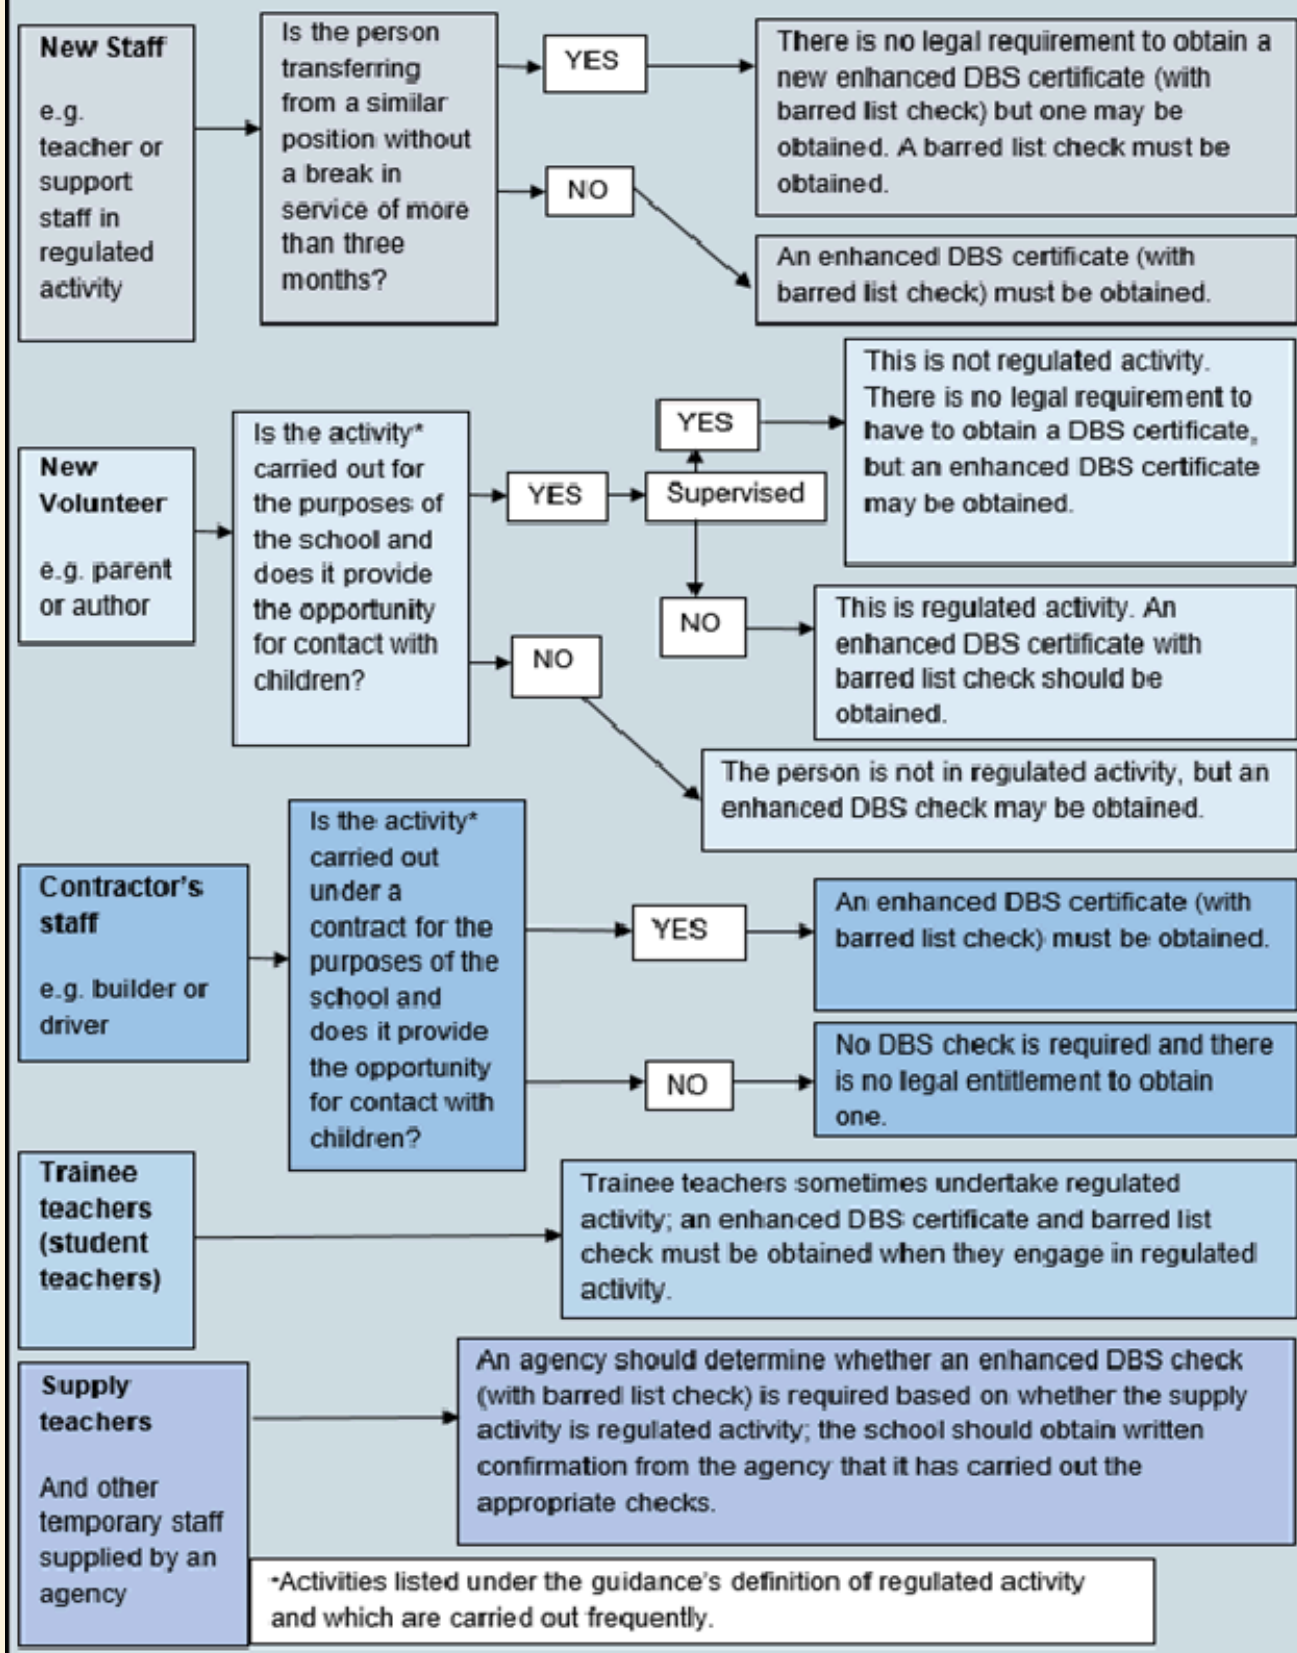 New Staff
e.g.
teacher or
support
staff in
regulated
activity
Is the person
transferring
from a similar
position without
a break in
service of more
than three
months?
YES
There is no legal requirement to obtain a
new enhanced DBS certificate (with
barred list check) but one may be
obtained. A barred list check must be
obtained.
NO
An enhanced DBS certificate (with
barred list check) must be obtained.
New
Volunteer
e.g. parent
or author
Is the activity*
carried out for
the purposes of
the school and
does it provide
the opportunity
for contact with
children?
YES
Supervised
YES
This is not regulated activity.
There is no legal requirement to
have to obtain a DBS certificate,
but an enhanced DBS certificate
may be obtained.
NO
This is regulated activity. An
enhanced DBS certificate with
barred list check should be
obtained.
NO
The person is not in regulated activity, but an
enhanced DBS check may be obtained.
Contractor's
staff
e.g. builder or
driver
Is the activity*
carried out
under a
contract for the
purposes of the
school and
does it provide
the opportunity
for contact with
children?
YES
An enhanced DBS certificate (with
barred list check) must be obtained.
NO
No DBS check is required and there
is no legal entitlement to obtain
one.
Trainee
teachers
(student
teachers)
Trainee teachers sometimes undertake regulated
activity; an enhanced DBS certificate and barred list
check must be obtained when they engage in regulated
activity.
Supply
teachers
And other
temporary staff
supplied by an
agency
An agency should determine whether an enhanced DBS check
(with barred list check) is required based on whether the supply
activity is regulated activity; the school should obtain written
confirmation from the agency that it has carried out the
appropriate checks.
*Activities listed under the guidance's definition of regulated activity
and which are carried out frequently.